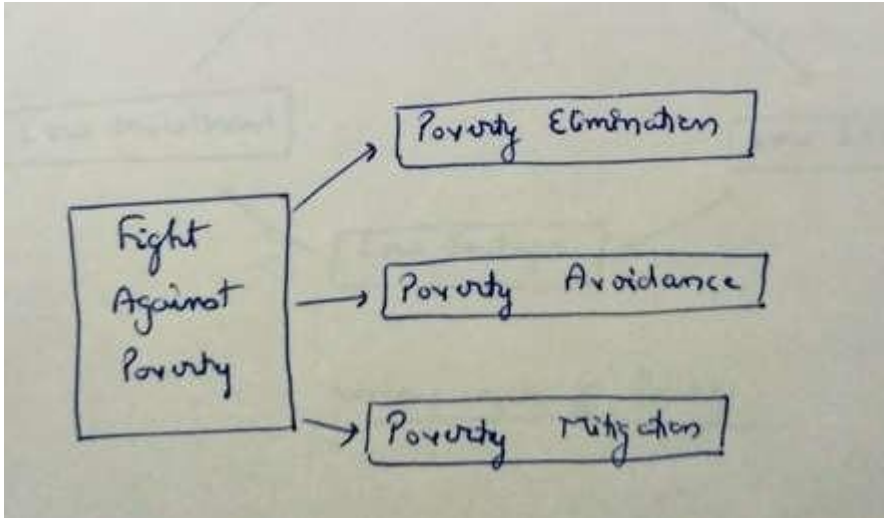 Poverty Elimination
Fight
Against
Poverty
Poverty Avoidance
Poverty Mitigation